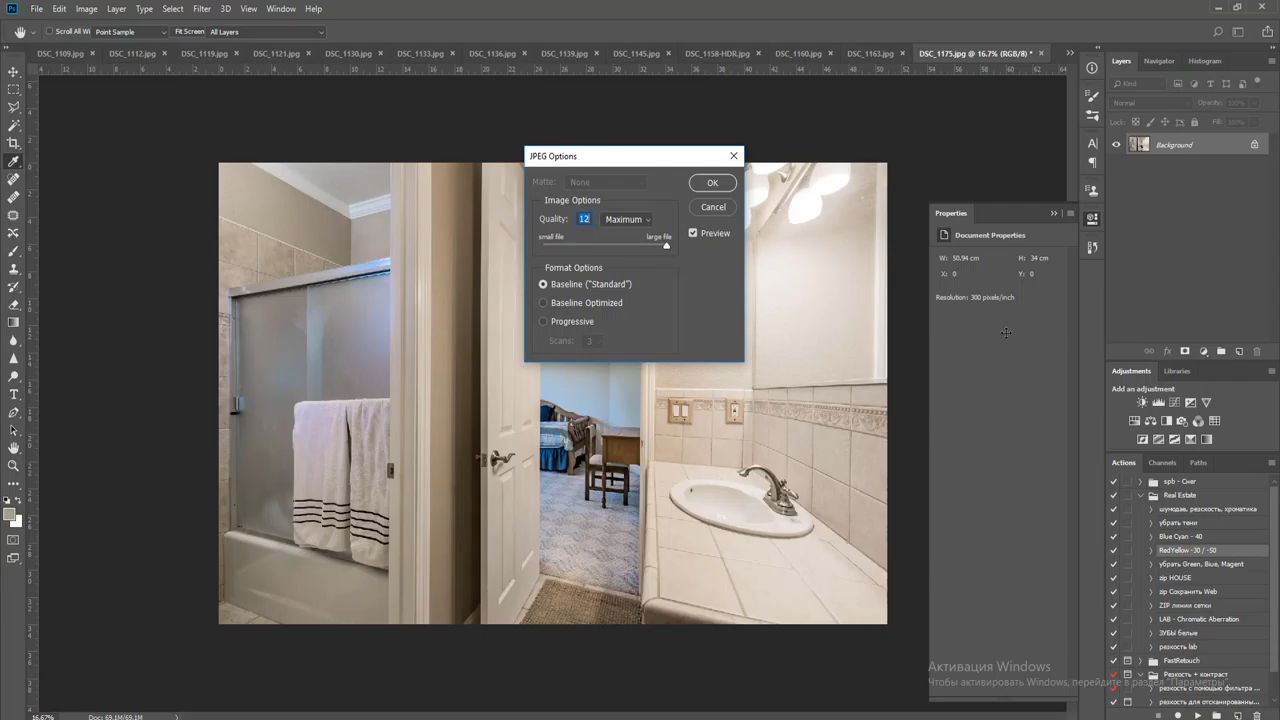 Ps File Edit Image Layer Type Select Filter 3D View Window Help
Scroll All Wi Point Sample Fit Screen All Layers
DSC_1109.jpg × DSC_1112.jpg × DSC_1119.jpg × DSC_1121.jpg × DSC_1130.jpg × DSC_1133.jpg × DSC_1136.jpg × DSC_1139.jpg × DSC_1145.jpg × DSC_1158-HDR.jpg × DSC_1160.jpg × DSC_1163.jpg × DSC_1175.jpg @ 16.7% (RGB/8) * ×
JPEG Options
Matte: None
OK
Image Options
Cancel
Quality: 12 Maximum
Preview
small file large file
Format Options
Baseline ("Standard")
Baseline Optimized
Progressive
Scans: 3
Properties
Document Properties
W: 50.94 cm H: 34 cm
X: 0 Y: 0
Resolution: 300 pixels/inch
Layers Navigator Histogram
Kind
Normal Opacity: 100%
Lock: Fill: 100%
Background
Adjustments Libraries
Add an adjustment
Actions Channels Paths
spb - Снег
Real Estate
шумодав, резкость, хроматика
убрать тени
Blue Cyan - 40
RedYellow -30 / -50
убрать Green, Blue, Magent
zip HOUSE
zip Сохранить Web
ZIP линии сетки
LAB - Chromatic Aberration
ЗУБЫ белые
резкость lab
FastRetouch
Резкость + контраст
резкость с помощью фильтра ...
резкость для отсканированны...
Активация Windows
Чтобы активировать Windows, перейдите в раздел "Параметры".
16.67% Doc: 69.1M/69.1M